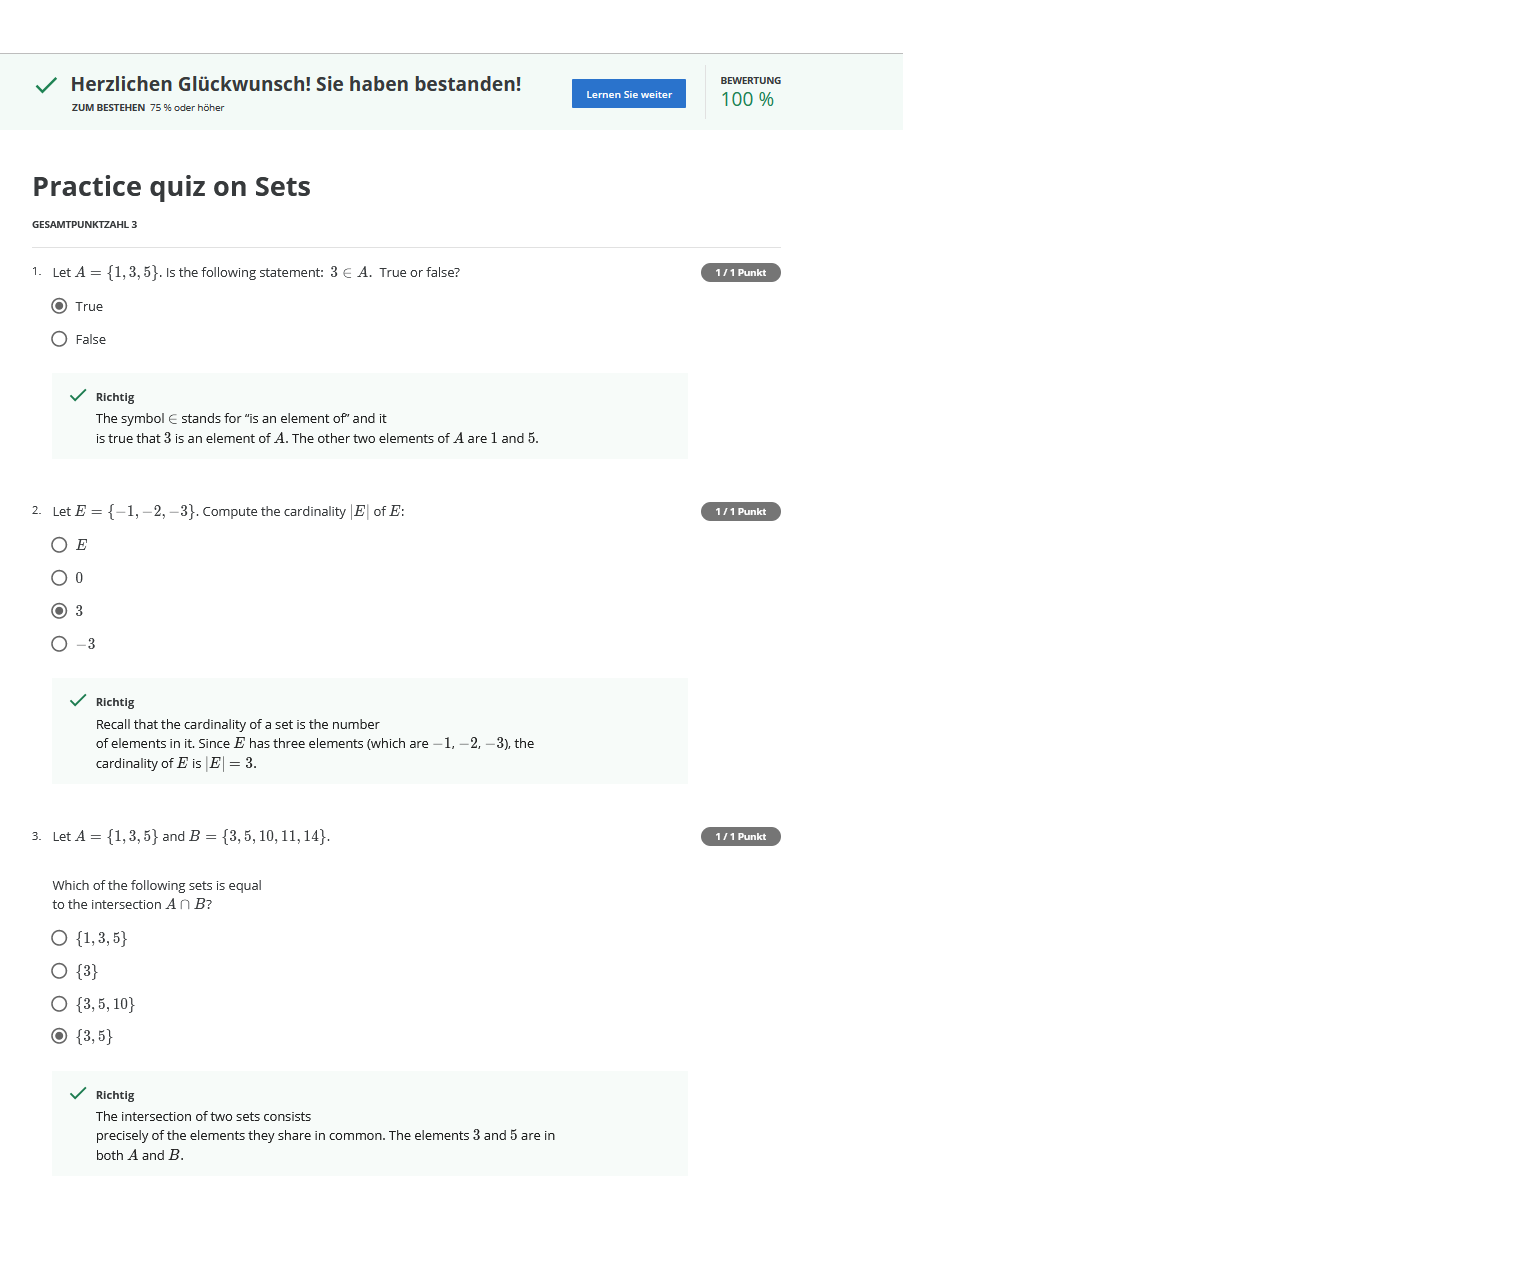 Herzlichen Glückwunsch! Sie haben bestanden!
ZUM BESTEHEN 75 % oder höher
Lernen Sie weiter
BEWERTUNG
100 %
Practice quiz on Sets
GESAMTPUNKTZAHL 3
1. Let A = {1, 3, 5}. Is the following statement: 3 ∈ A. True or false?
1 / 1 Punkt
True
False
Richtig
The symbol ∈ stands for “is an element of” and it
is true that 3 is an element of A. The other two elements of A are 1 and 5.
2. Let E = {−1, −2, −3}. Compute the cardinality |E| of E:
1 / 1 Punkt
E
0
3
−3
Richtig
Recall that the cardinality of a set is the number
of elements in it. Since E has three elements (which are −1, −2, −3), the
cardinality of E is |E| = 3.
3. Let A = {1, 3, 5} and B = {3, 5, 10, 11, 14}.
1 / 1 Punkt
Which of the following sets is equal
to the intersection A ∩ B?
{1, 3, 5}
{3}
{3, 5, 10}
{3, 5}
Richtig
The intersection of two sets consists
precisely of the elements they share in common. The elements 3 and 5 are in
both A and B.